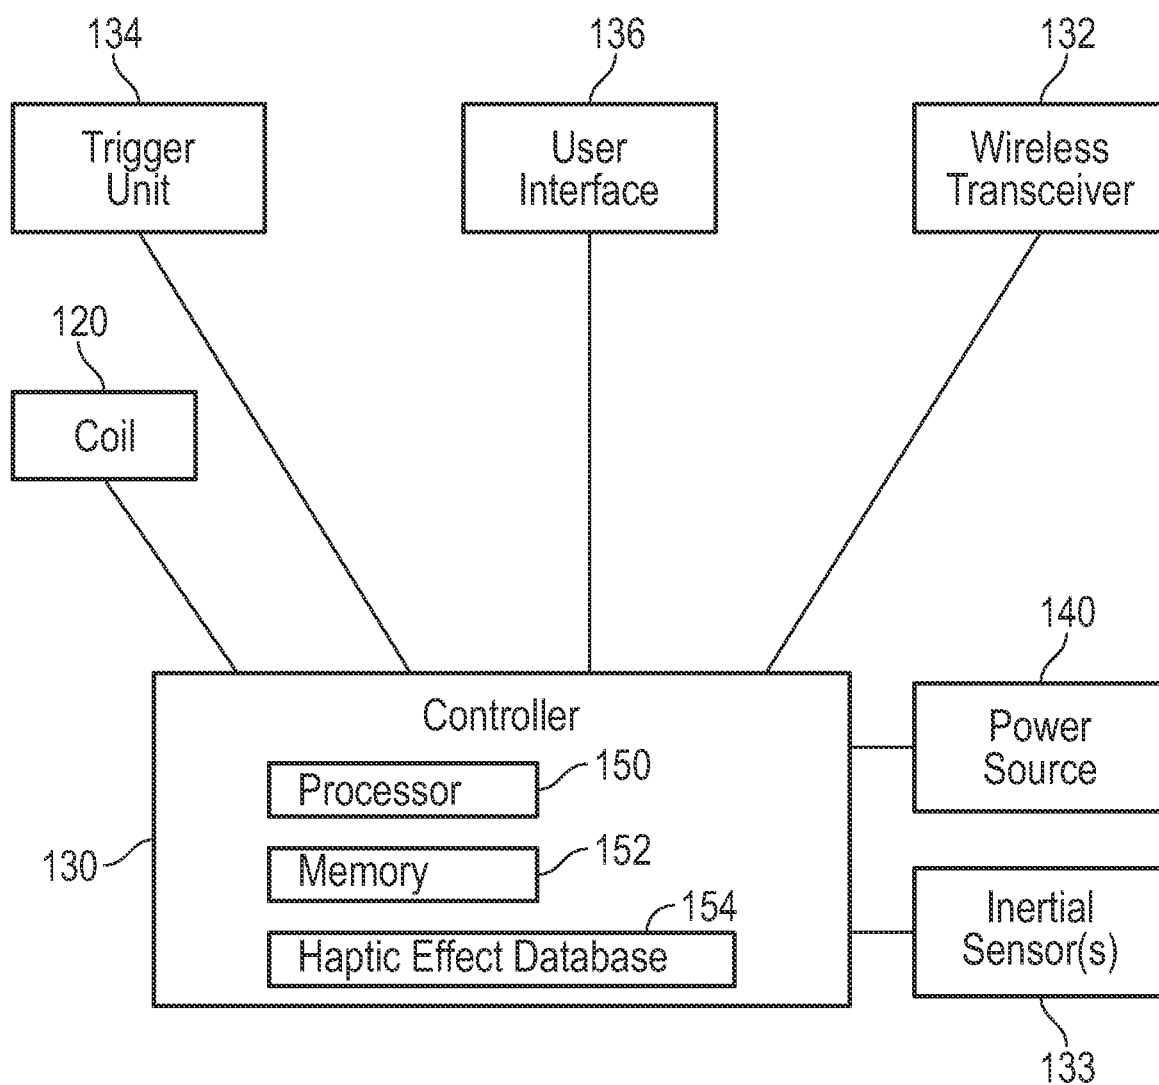 134
136
132
Trigger
Unit
User
Interface
Wireless
Transceiver
120
Coil
140
Controller
Power
Source
Processor
150
130
Memory
152
154
Haptic Effect Database
Inertial
Sensor(s)
133